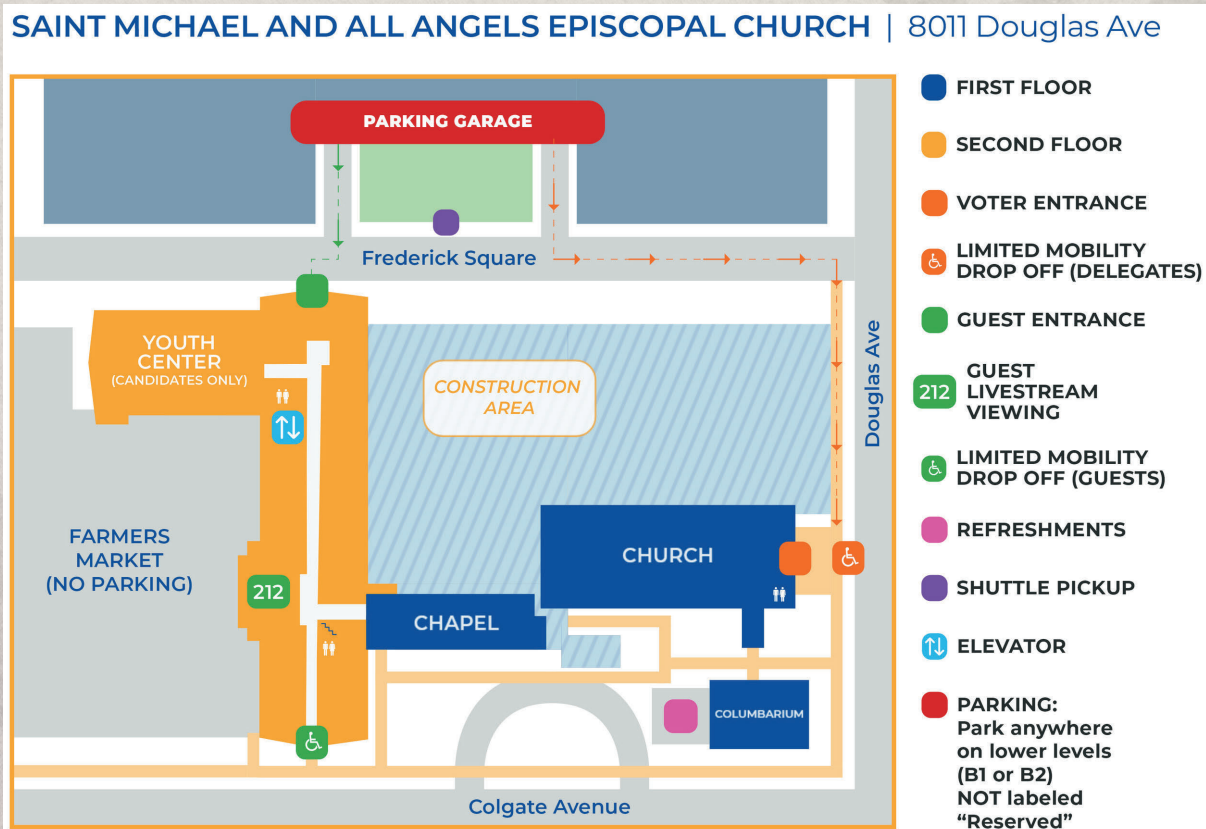 SAINT MICHAEL AND ALL ANGELS EPISCOPAL CHURCH | 8011 Douglas Ave
PARKING GARAGE
Frederick Square
YOUTH
CENTER
(CANDIDATES ONLY)
CONSTRUCTION
AREA
Douglas Ave
FARMERS
MARKET
(NO PARKING)
212
CHURCH
CHAPEL
COLUMBARIUM
Colgate Avenue
FIRST FLOOR
SECOND FLOOR
VOTER ENTRANCE
LIMITED MOBILITY
DROP OFF (DELEGATES)
GUEST ENTRANCE
212
GUEST
LIVESTREAM
VIEWING
LIMITED MOBILITY
DROP OFF (GUESTS)
REFRESHMENTS
SHUTTLE PICKUP
ELEVATOR
PARKING:
Park anywhere
on lower levels
(B1 or B2)
NOT labeled
“Reserved”